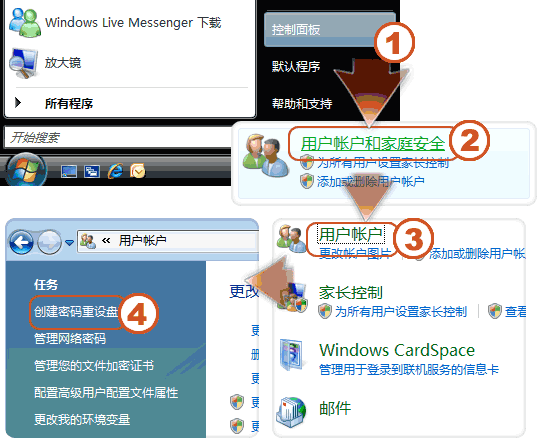 Windows Live Messenger 下载
放大镜
所有程序
开始搜索
控制面板
默认程序
帮助和支持
1
用户帐户和家庭安全
2
为所有用户设置家长控制
添加或删除用户帐户
用户帐户
3
更改帐户图片
添加或删除用户帐
家长控制
为所有用户设置家长控制
查看
Windows CardSpace
管理用于登录到联机服务的信息卡
邮件
用户帐户
任务
创建密码重设盘
4
管理网络密码
管理您的文件加密证书
配置高级用户配置文件属性
更改我的环境变量
更改
更
删
更
更
更